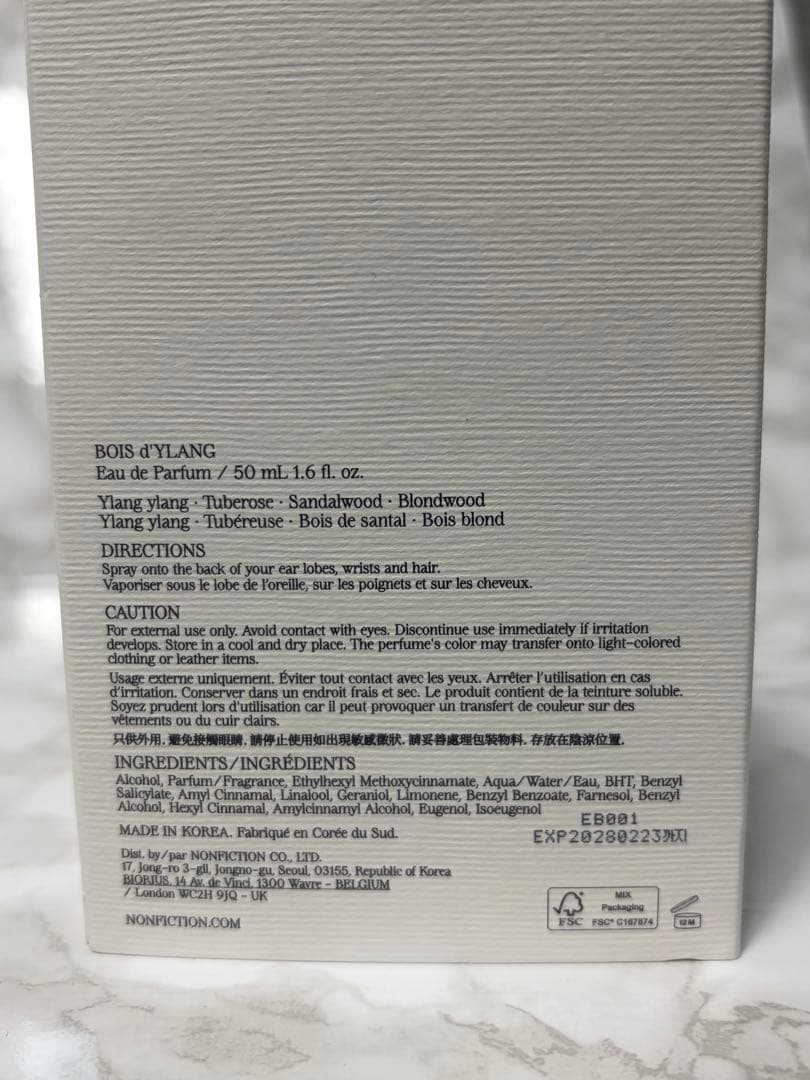 BOIS d'YLANG
Eau de Parfum / 50 mL 1.6 fl. oz.
Ylang ylang · Tuberose · Sandalwood · Blondwood
Ylang ylang · Tubéreuse · Bois de santal · Bois blond
DIRECTIONS
Spray onto the back of your ear lobes, wrists and hair.
Vaporiser sous le lobe de l'oreille, sur les poignets et sur les cheveux.
CAUTION
For external use only. Avoid contact with eyes. Discontinue use immediately if irritation
develops. Store in a cool and dry place. The perfume's color may transfer onto light-colored
clothing or leather items.
Usage externe uniquement. Éviter tout contact avec les yeux. Arrêter l'utilisation en cas
d'irritation. Conserver dans un endroit frais et sec. Le produit contient de la teinture soluble.
Soyez prudent lors d'utilisation car il peut provoquer un transfert de couleur sur des
vêtements ou du cuir clairs.
只供外用. 避免接觸眼睛. 請停止使用如出現敏感徵狀. 請妥善處理包裝物料. 存放在陰涼位置.
INGREDIENTS/INGRÉDIENTS
Alcohol, Parfum/Fragrance, Ethylhexyl Methoxycinnamate, Aqua/Water/Eau, BHT, Benzyl
Salicylate, Amyl Cinnamal, Linalool, Geraniol, Limonene, Benzyl Benzoate, Farnesol, Benzyl
Alcohol, Hexyl Cinnamal, Amylcinnamyl Alcohol, Eugenol, Isoeugenol
EB001
MADE IN KOREA. Fabriqué en Corée du Sud.
EXP20280223까지
Dist. by/par NONFICTION CO., LTD.
17, Jong-ro 3-gil, Jongno-gu, Seoul, 03155, Republic of Korea
BIORIUS, 14 Av. de Vinci, 1300 Wavre - BELGIUM
/ London WC2H 9JQ - UK
NONFICTION.COM
FSC
MIX
Packaging
FSC® C167874
12M